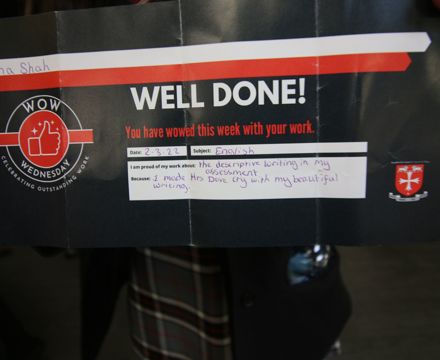 na Shah
WELL DONE!
You have wowed this week with your work.
WOW
WEDNESDAY
CELEBRATING OUTSTANDING WORK
Date: 2.3.22 Subject: English
I am proud of my work about: the descriptive writing in my
assessment
Because: I made Mrs Dave cry with my beautiful
writing.